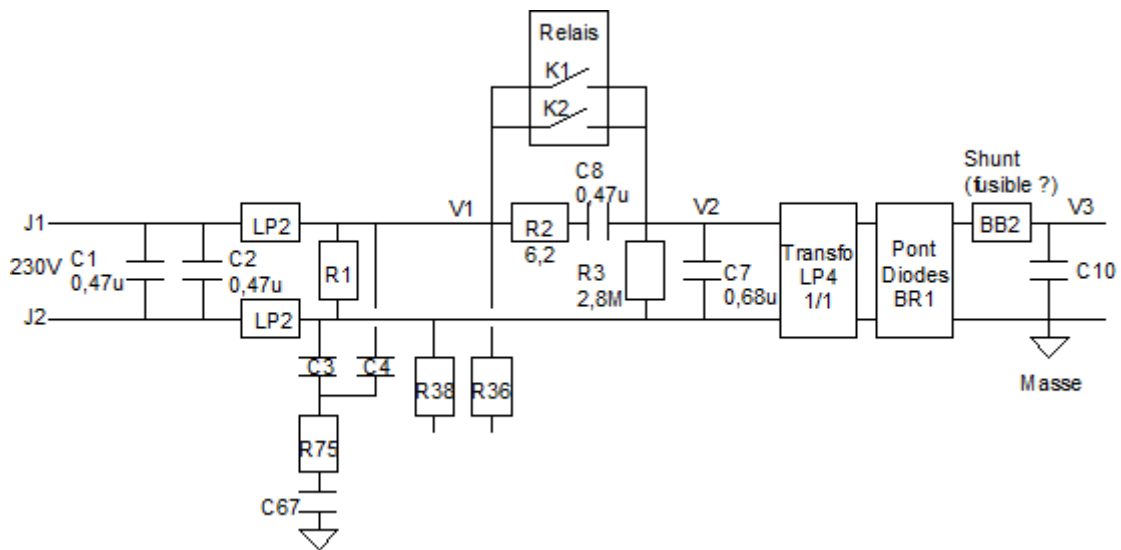 Relais
K1
K2
Shunt
(fusible ?)
C8
0,47u
J1
LP2
V1
R2
6,2
V2
BB2
V3
230V
C1
0,47u
C2
0,47u
R1
R3
2,8M
C7
0,68u
Transfo
LP4
1/1
Pont
Diodes
BR1
C10
J2
LP2
C3
C4
R38
R36
Masse
R75
C67